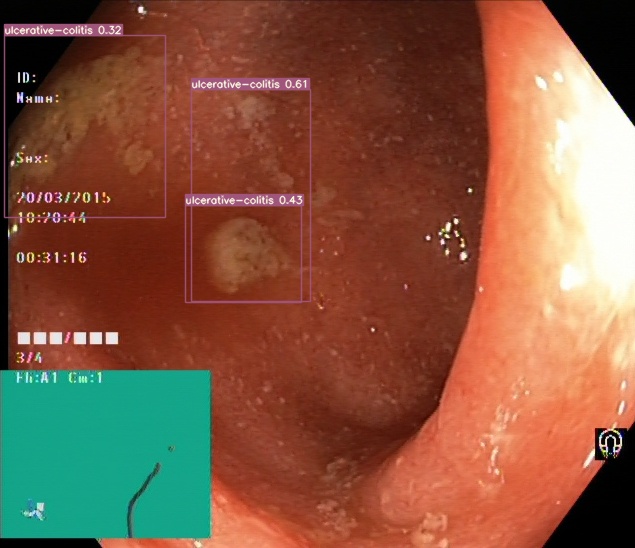 ulcerative-colitis 0.32
ulcerative-colitis 0.61
ID:
Name:
Sex:
ulcerative-colitis 0.43
20/03/2015
10:20:44
00:31:16
3/4
Eh:A1 Cm:1